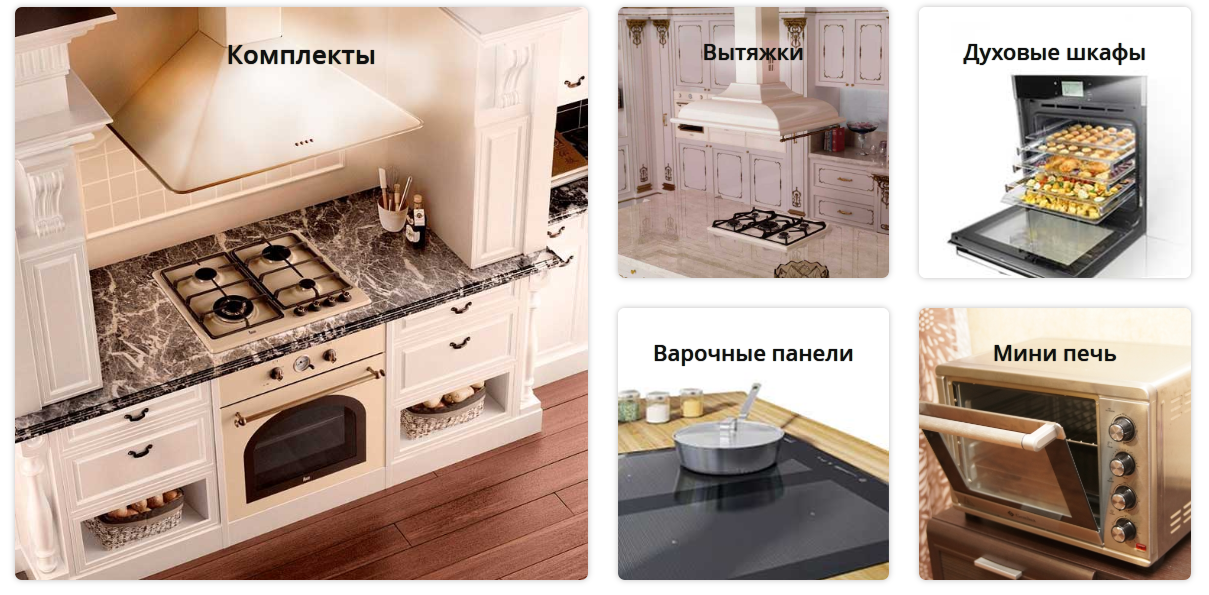 Комплекты
Вытяжки
Духовые шкафы
Варочные панели
Мини печь